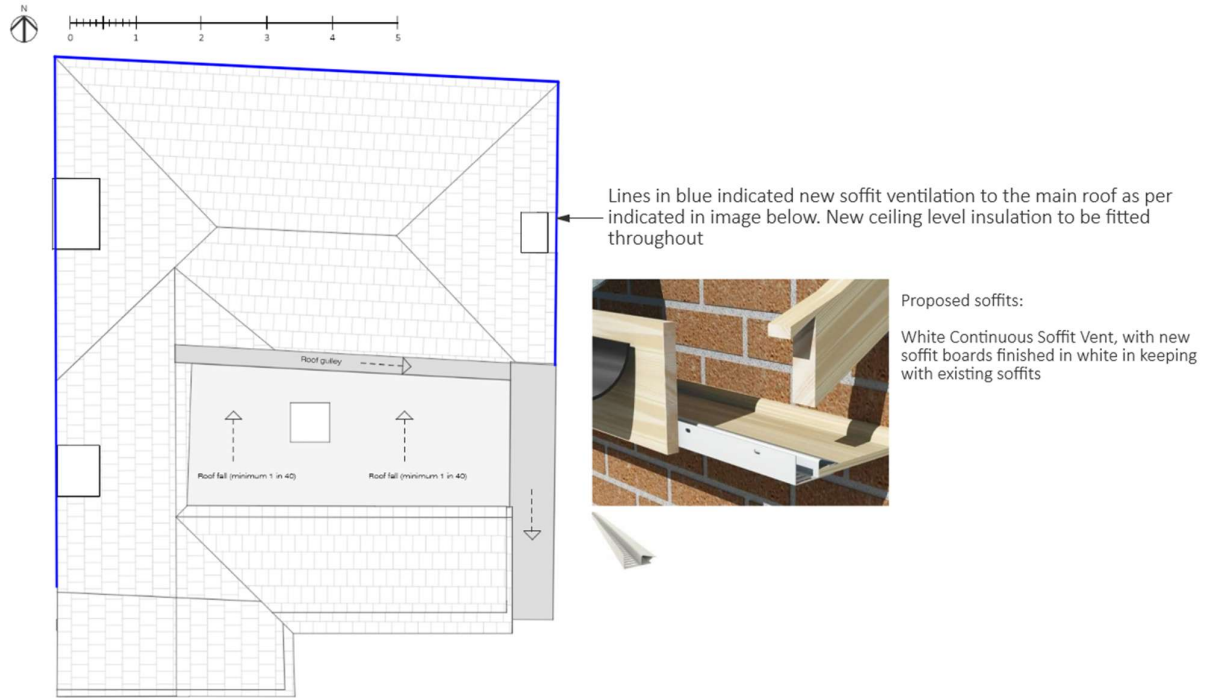 N
0 1 2 3 4 5
Lines in blue indicated new soffit ventilation to the main roof as per
indicated in image below. New ceiling level insulation to be fitted
throughout
Proposed soffits:
White Continuous Soffit Vent, with new
soffit boards finished in white in keeping
with existing soffits
Roof gulley
Roof fall (minimum 1 in 40)
Roof fall (minimum 1 in 40)